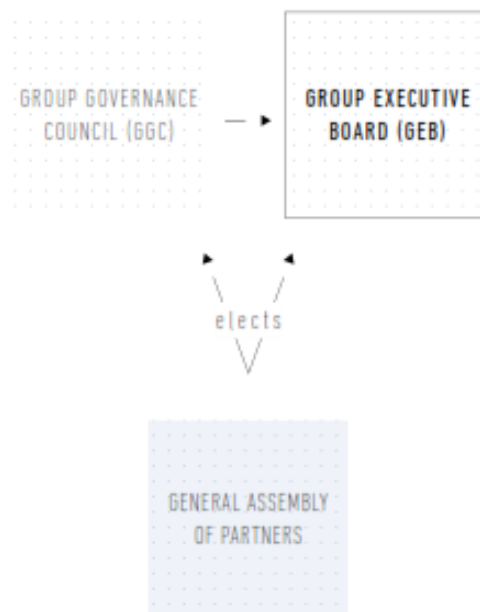 GROUP GOVERNANCE
COUNCIL (GGC)
GROUP EXECUTIVE
BOARD (GEB)
elects
GENERAL ASSEMBLY
OF PARTNERS